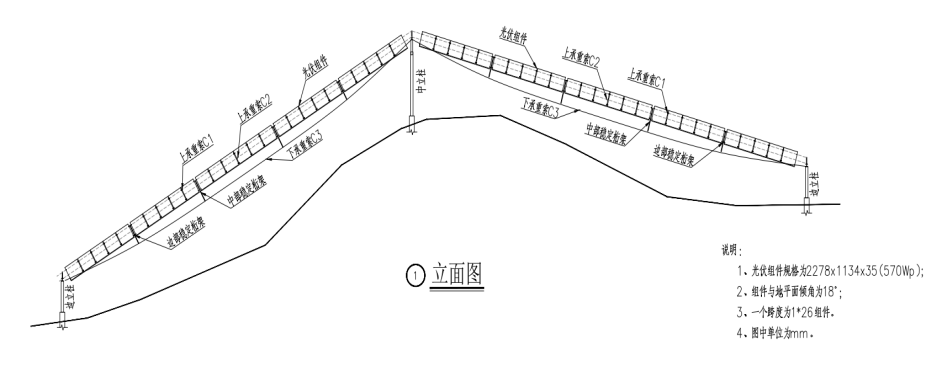 光伏组件
上承重索C2
上承重索C1
下承重索C3
中部稳定桁架
边部稳定桁架
中立柱
边立柱
光伏组件
上承重索C2
上承重索C1
下承重索C3
中部稳定桁架
边部稳定桁架
边立柱
1 立面图
说明：
1、光伏组件规格为2278x1134x35(570Wp);
2、组件与地平面倾角为18°;
3、一个跨度为1*26组件。
4、图中单位为mm。